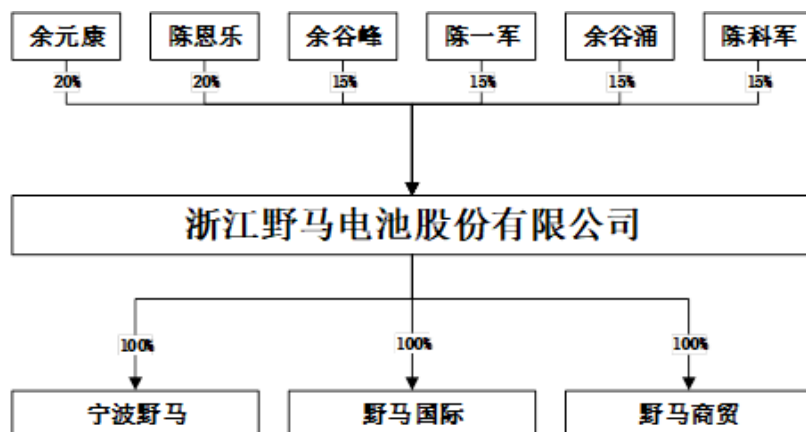 余元康 陈恩乐 余谷峰 陈一军 余谷涌 陈科军
20% 20% 15% 15% 15% 15%
浙江野马电池股份有限公司
100% 100% 100%
宁波野马 野马国际 野马商贸